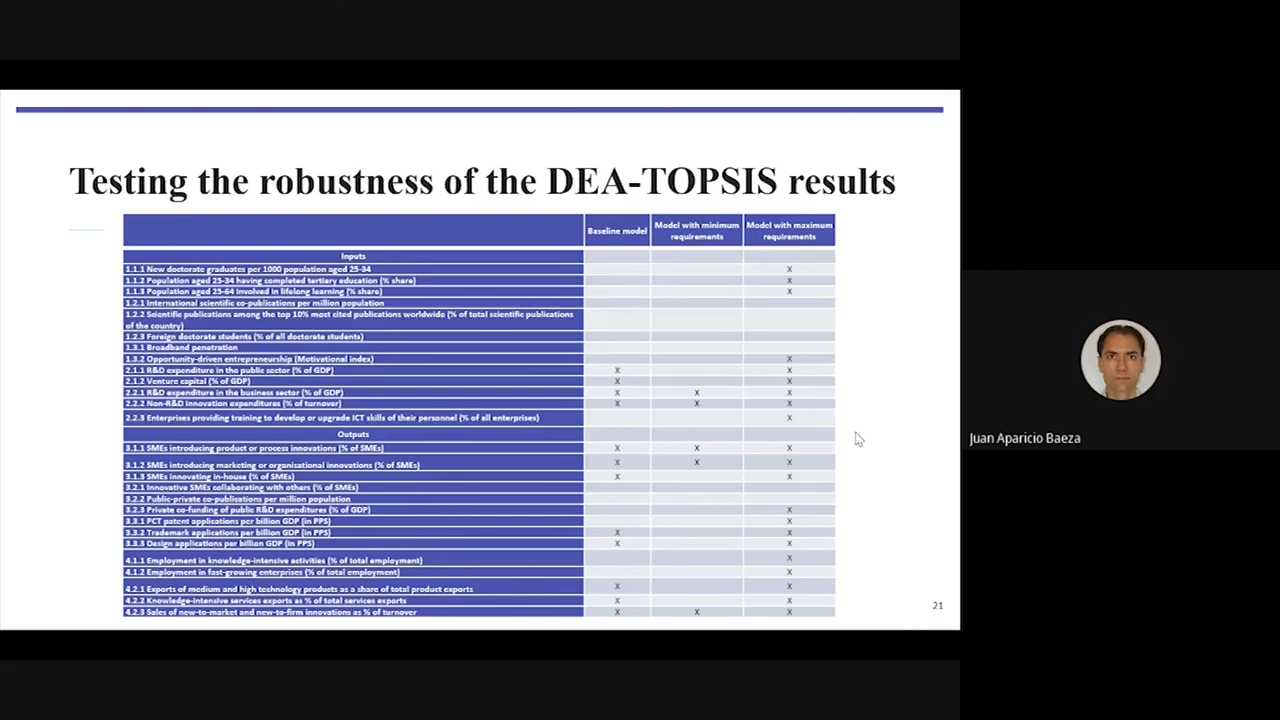 Testing the robustness of the DEA-TOPSIS results
Baseline model
Model with minimum
requirements
Model with maximum
requirements
Inputs
1.1.1 New doctorate graduates per 1000 population aged 25-34 X
1.1.2 Population aged 25-34 having completed tertiary education (% share) X
1.1.3 Population aged 25-64 involved in lifelong learning (% share) X
1.2.1 International scientific co-publications per million population
1.2.2 Scientific publications among the top 10% most cited publications worldwide (% of total scientific publications
of the country)
1.2.3 Foreign doctorate students (% of all doctorate students)
1.3.1 Broadband penetration
1.3.2 Opportunity-driven entrepreneurship (Motivational index) X
2.1.1 R&D expenditure in the public sector (% of GDP) X X
2.1.2 Venture capital (% of GDP) X X
2.2.1 R&D expenditure in the business sector (% of GDP) X X X
2.2.2 Non-R&D Innovation expenditures (% of turnover) X X X
2.2.3 Enterprises providing training to develop or upgrade ICT skills of their personnel (% of all enterprises) X
Outputs
3.1.1 SMEs introducing product or process innovations (% of SMEs) X X X
3.1.2 SMEs introducing marketing or organisational innovations (% of SMEs) X X X
3.1.3 SMEs innovating in-house (% of SMEs) X X
3.2.1 Innovative SMEs collaborating with others (% of SMEs)
3.2.2 Public-private co-publications per million population
3.2.3 Private co-funding of public R&D expenditures (% of GDP) X
3.3.1 PCT patent applications per billion GDP (in PPS) X
3.3.2 Trademark applications per billion GDP (in PPS) X X
3.3.3 Design applications per billion GDP (in PPS) X X
4.1.1 Employment in knowledge-intensive activities (% of total employment) X
4.1.2 Employment in fast-growing enterprises (% of total employment) X
4.2.1 Exports of medium and high technology products as a share of total product exports X X
4.2.2 Knowledge-intensive services exports as % of total services exports X X
4.2.3 Sales of new-to-market and new-to-firm innovations as % of turnover X X X
21
Juan Aparicio Baeza